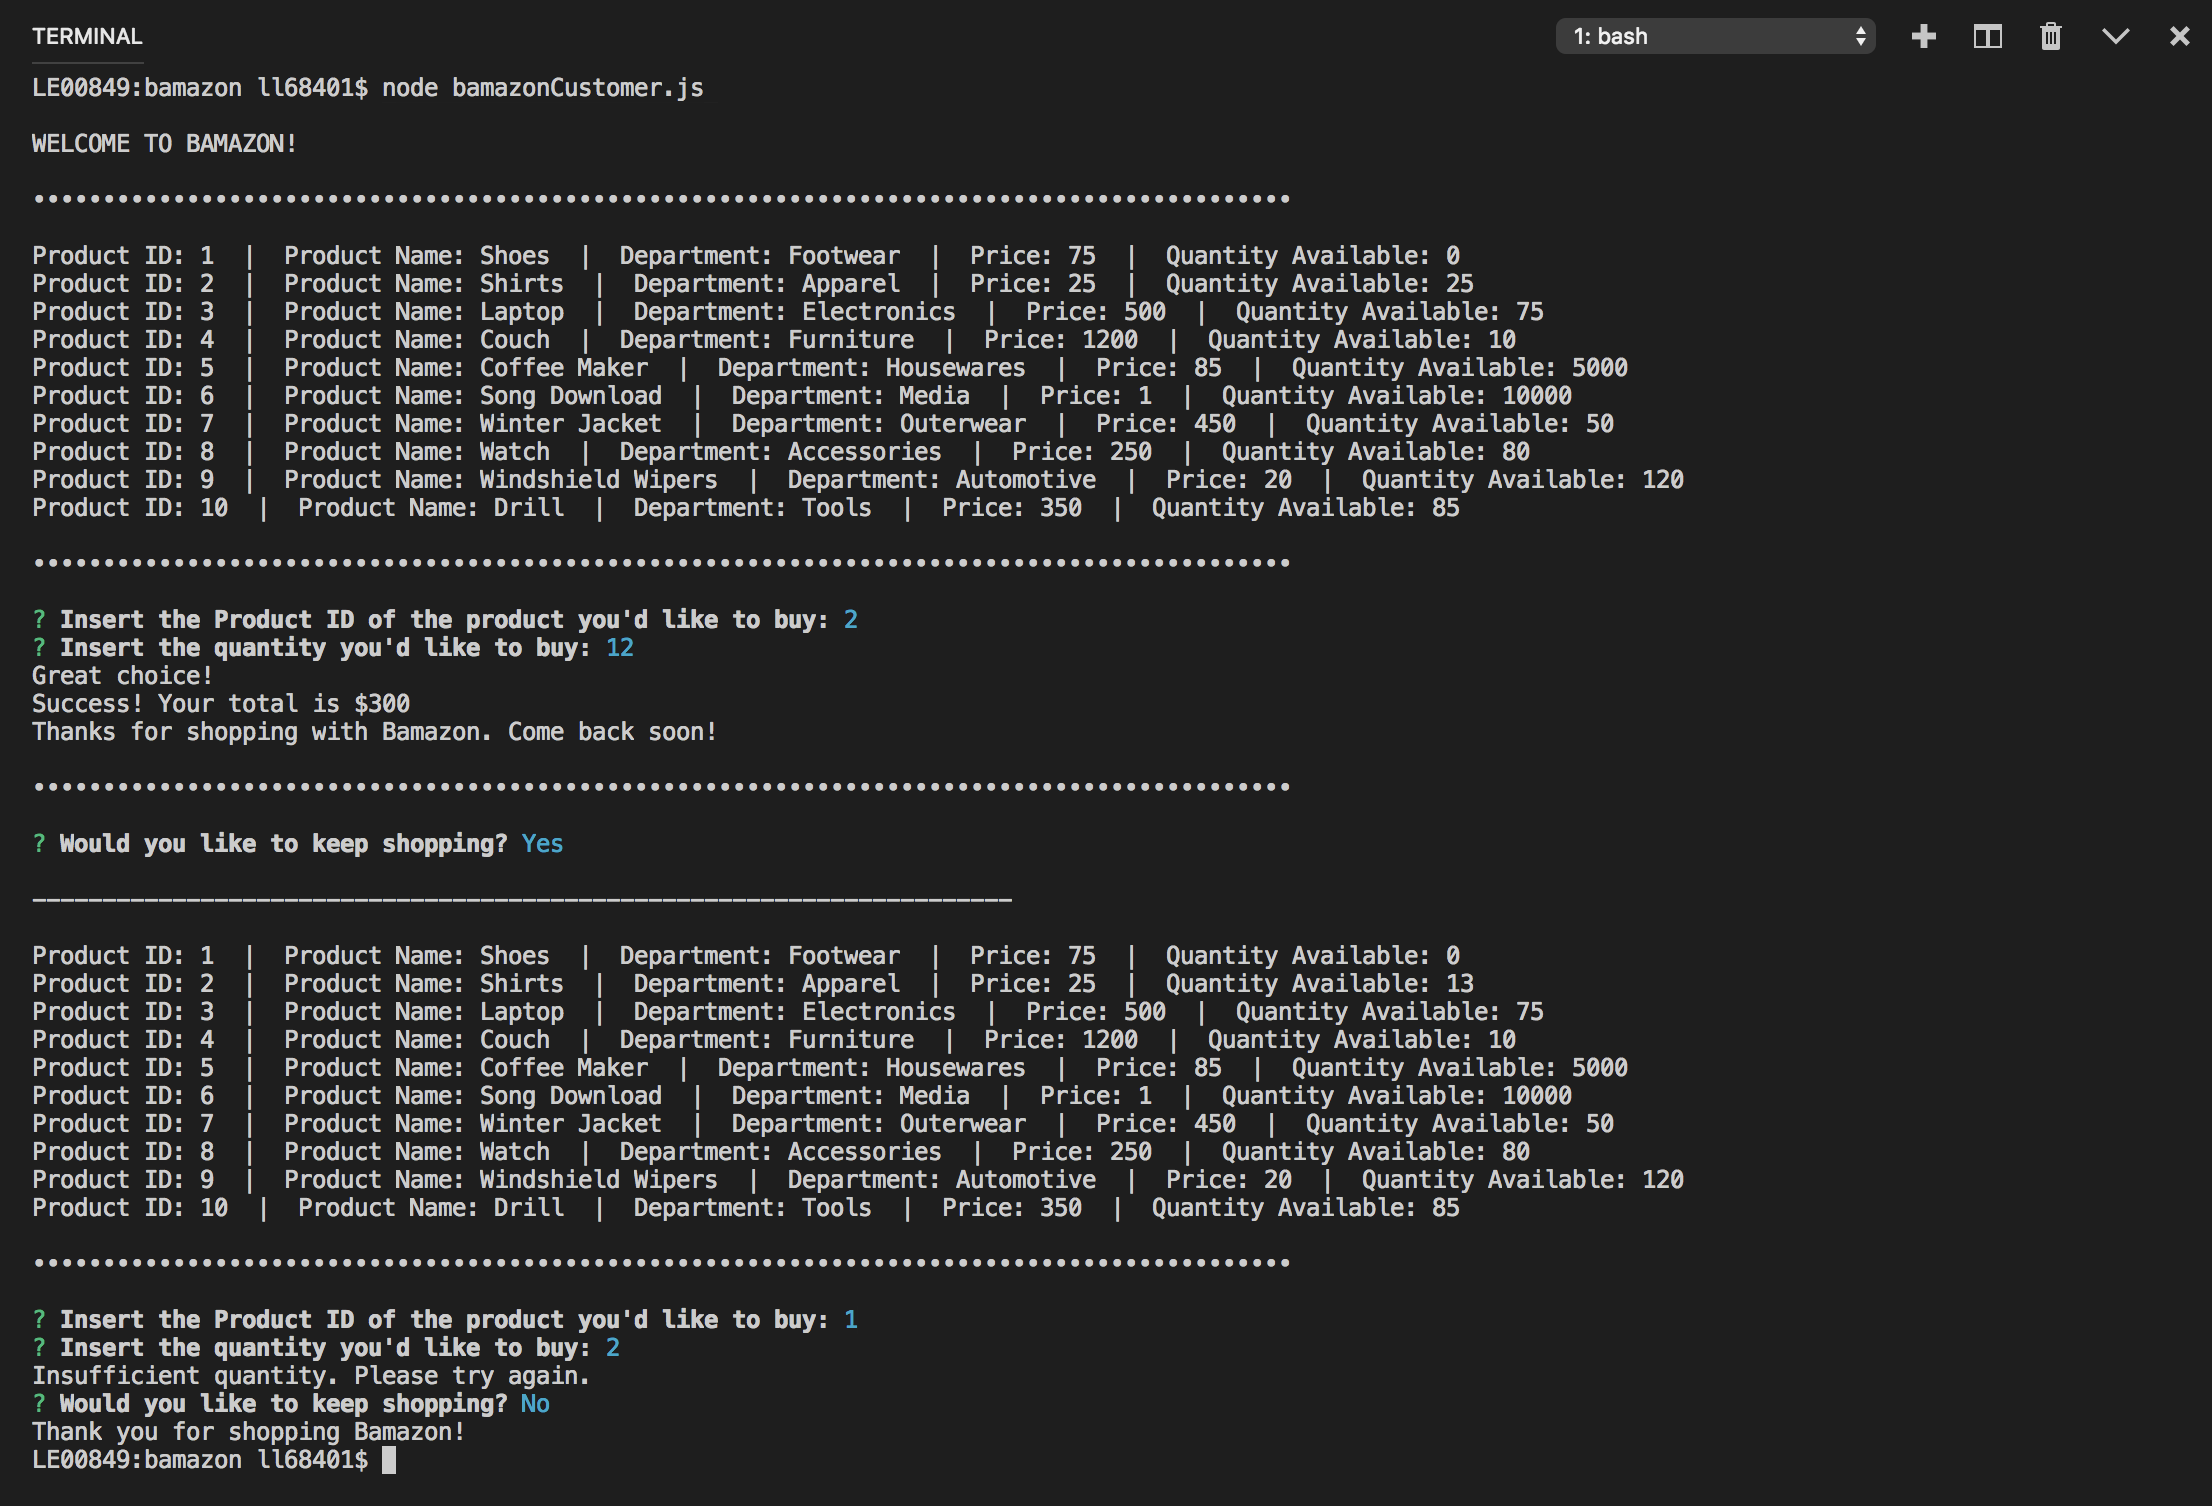 TERMINAL
1: bash
LE00849:bamazon ll68401$ node bamazonCustomer.js
WELCOME TO BAMAZON!
••••••••••••••••••••••••••••••••••••••••••••••••••••••••••••••••••••••••••••••••••••••••••
Product ID: 1  |  Product Name: Shoes  |  Department: Footwear  |  Price: 75  |  Quantity Available: 0
Product ID: 2  |  Product Name: Shirts  |  Department: Apparel  |  Price: 25  |  Quantity Available: 25
Product ID: 3  |  Product Name: Laptop  |  Department: Electronics  |  Price: 500  |  Quantity Available: 75
Product ID: 4  |  Product Name: Couch  |  Department: Furniture  |  Price: 1200  |  Quantity Available: 10
Product ID: 5  |  Product Name: Coffee Maker  |  Department: Housewares  |  Price: 85  |  Quantity Available: 5000
Product ID: 6  |  Product Name: Song Download  |  Department: Media  |  Price: 1  |  Quantity Available: 10000
Product ID: 7  |  Product Name: Winter Jacket  |  Department: Outerwear  |  Price: 450  |  Quantity Available: 50
Product ID: 8  |  Product Name: Watch  |  Department: Accessories  |  Price: 250  |  Quantity Available: 80
Product ID: 9  |  Product Name: Windshield Wipers  |  Department: Automotive  |  Price: 20  |  Quantity Available: 120
Product ID: 10  |  Product Name: Drill  |  Department: Tools  |  Price: 350  |  Quantity Available: 85
••••••••••••••••••••••••••••••••••••••••••••••••••••••••••••••••••••••••••••••••••••••••••
? Insert the Product ID of the product you'd like to buy: 2
? Insert the quantity you'd like to buy: 12
Great choice!
Success! Your total is $300
Thanks for shopping with Bamazon. Come back soon!
••••••••••••••••••••••••••••••••••••••••••••••••••••••••••••••••••••••••••••••••••••••••••
? Would you like to keep shopping? Yes
----------------------------------------------------------------------
Product ID: 1  |  Product Name: Shoes  |  Department: Footwear  |  Price: 75  |  Quantity Available: 0
Product ID: 2  |  Product Name: Shirts  |  Department: Apparel  |  Price: 25  |  Quantity Available: 13
Product ID: 3  |  Product Name: Laptop  |  Department: Electronics  |  Price: 500  |  Quantity Available: 75
Product ID: 4  |  Product Name: Couch  |  Department: Furniture  |  Price: 1200  |  Quantity Available: 10
Product ID: 5  |  Product Name: Coffee Maker  |  Department: Housewares  |  Price: 85  |  Quantity Available: 5000
Product ID: 6  |  Product Name: Song Download  |  Department: Media  |  Price: 1  |  Quantity Available: 10000
Product ID: 7  |  Product Name: Winter Jacket  |  Department: Outerwear  |  Price: 450  |  Quantity Available: 50
Product ID: 8  |  Product Name: Watch  |  Department: Accessories  |  Price: 250  |  Quantity Available: 80
Product ID: 9  |  Product Name: Windshield Wipers  |  Department: Automotive  |  Price: 20  |  Quantity Available: 120
Product ID: 10  |  Product Name: Drill  |  Department: Tools  |  Price: 350  |  Quantity Available: 85
••••••••••••••••••••••••••••••••••••••••••••••••••••••••••••••••••••••••••••••••••••••••••
? Insert the Product ID of the product you'd like to buy: 1
? Insert the quantity you'd like to buy: 2
Insufficient quantity. Please try again.
? Would you like to keep shopping? No
Thank you for shopping Bamazon!
LE00849:bamazon ll68401$